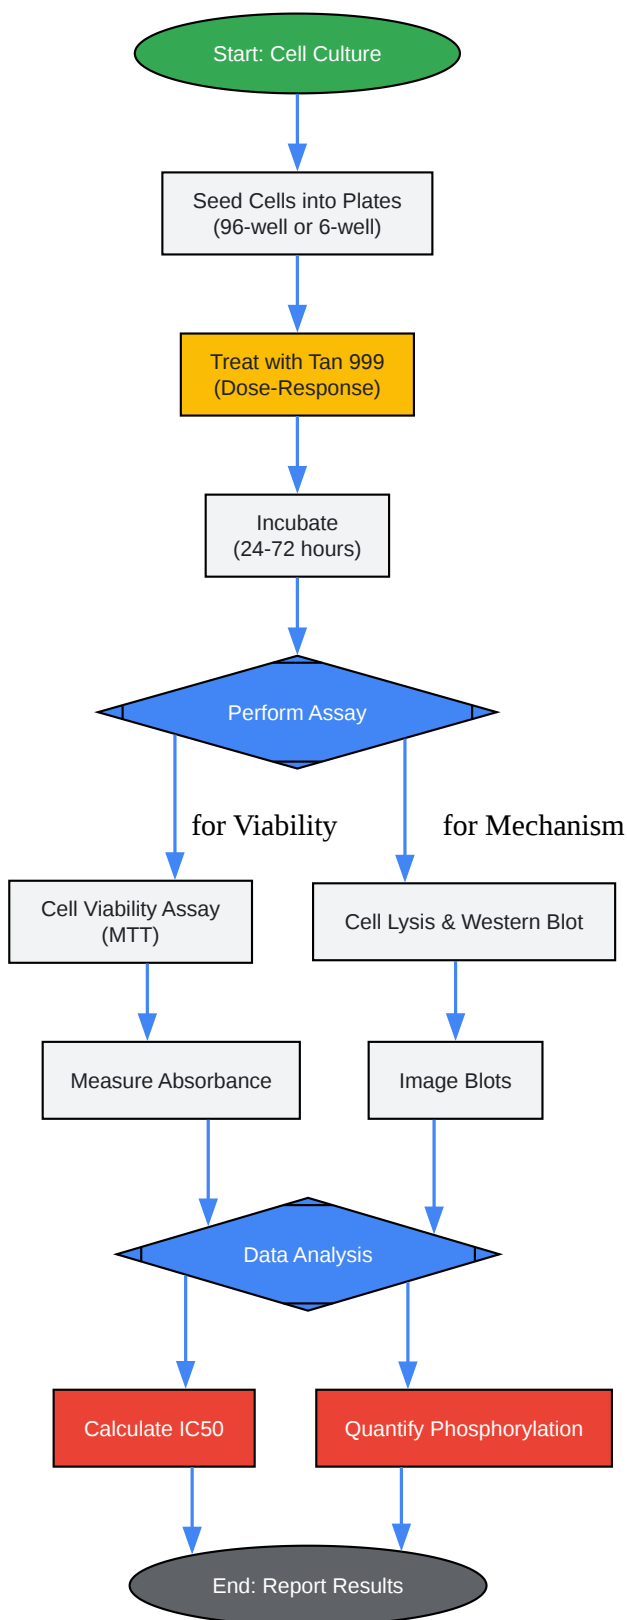 Start: Cell Culture
Seed Cells into Plates
(96-well or 6-well)
Treat with Tan 999
(Dose-Response)
Incubate
(24-72 hours)
Perform Assay
for Viability
for Mechanism
Cell Viability Assay
(MTT)
Cell Lysis & Western Blot
Measure Absorbance
Image Blots
Data Analysis
Calculate IC50
Quantify Phosphorylation
End: Report Results